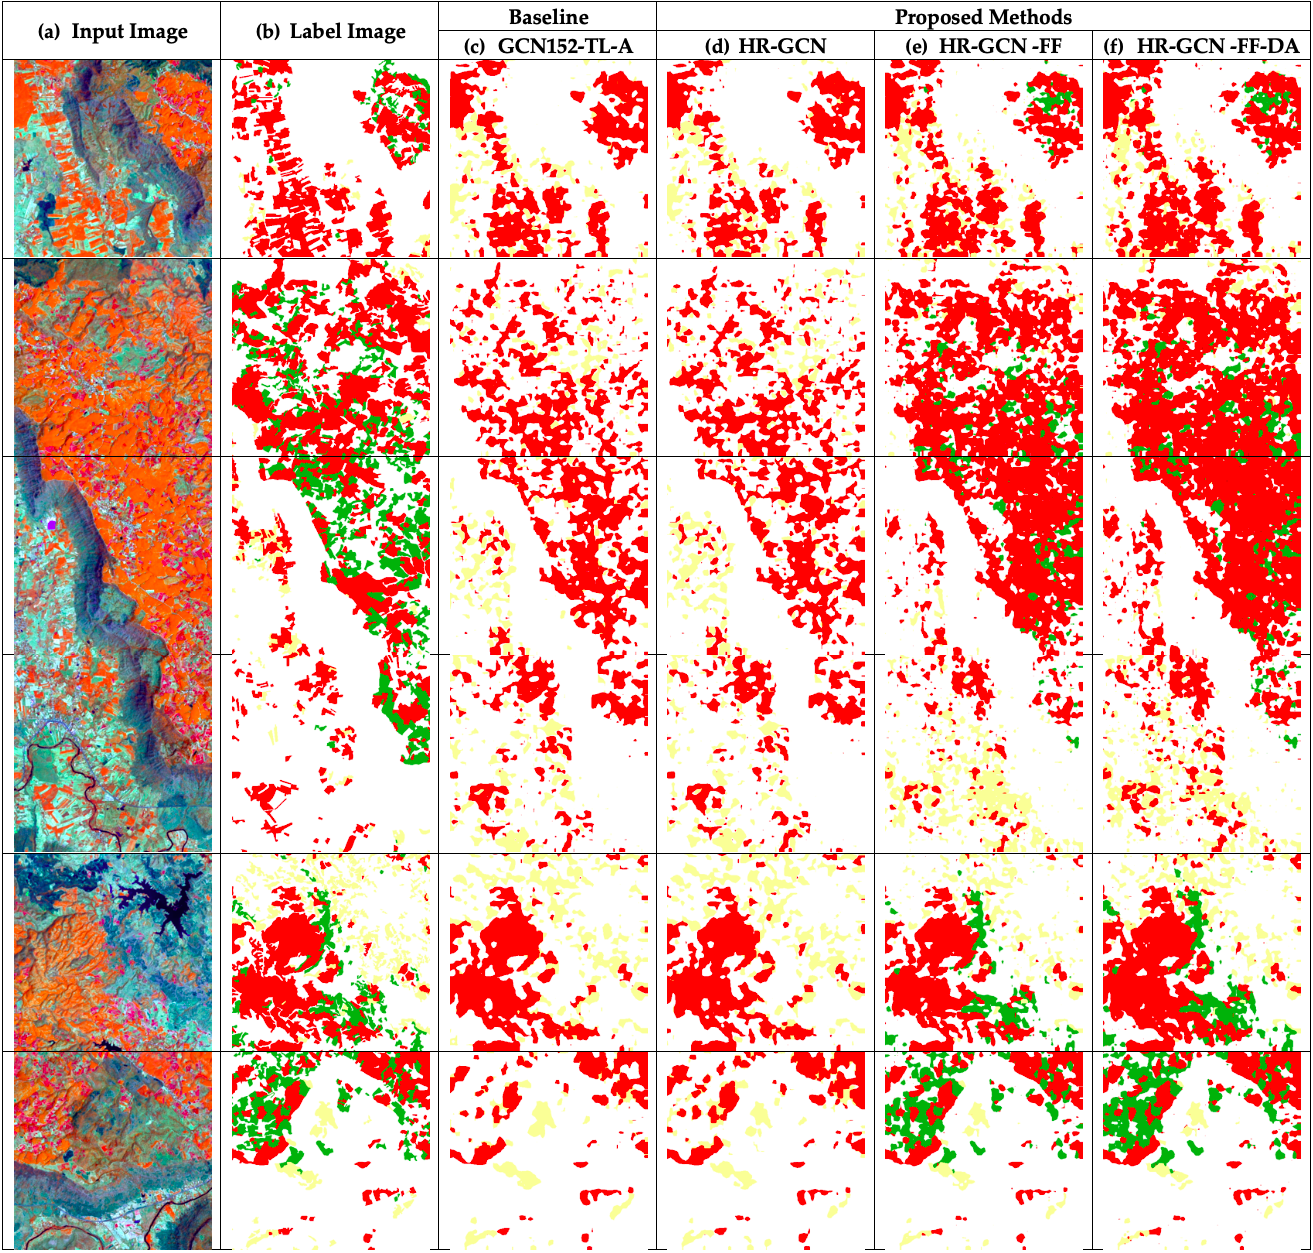 (a) Input Image
(b) Label Image
Baseline
Proposed Methods
(c) GCN152-TL-A
(d) HR-GCN
(e) HR-GCN -FF
(f) HR-GCN -FF-DA